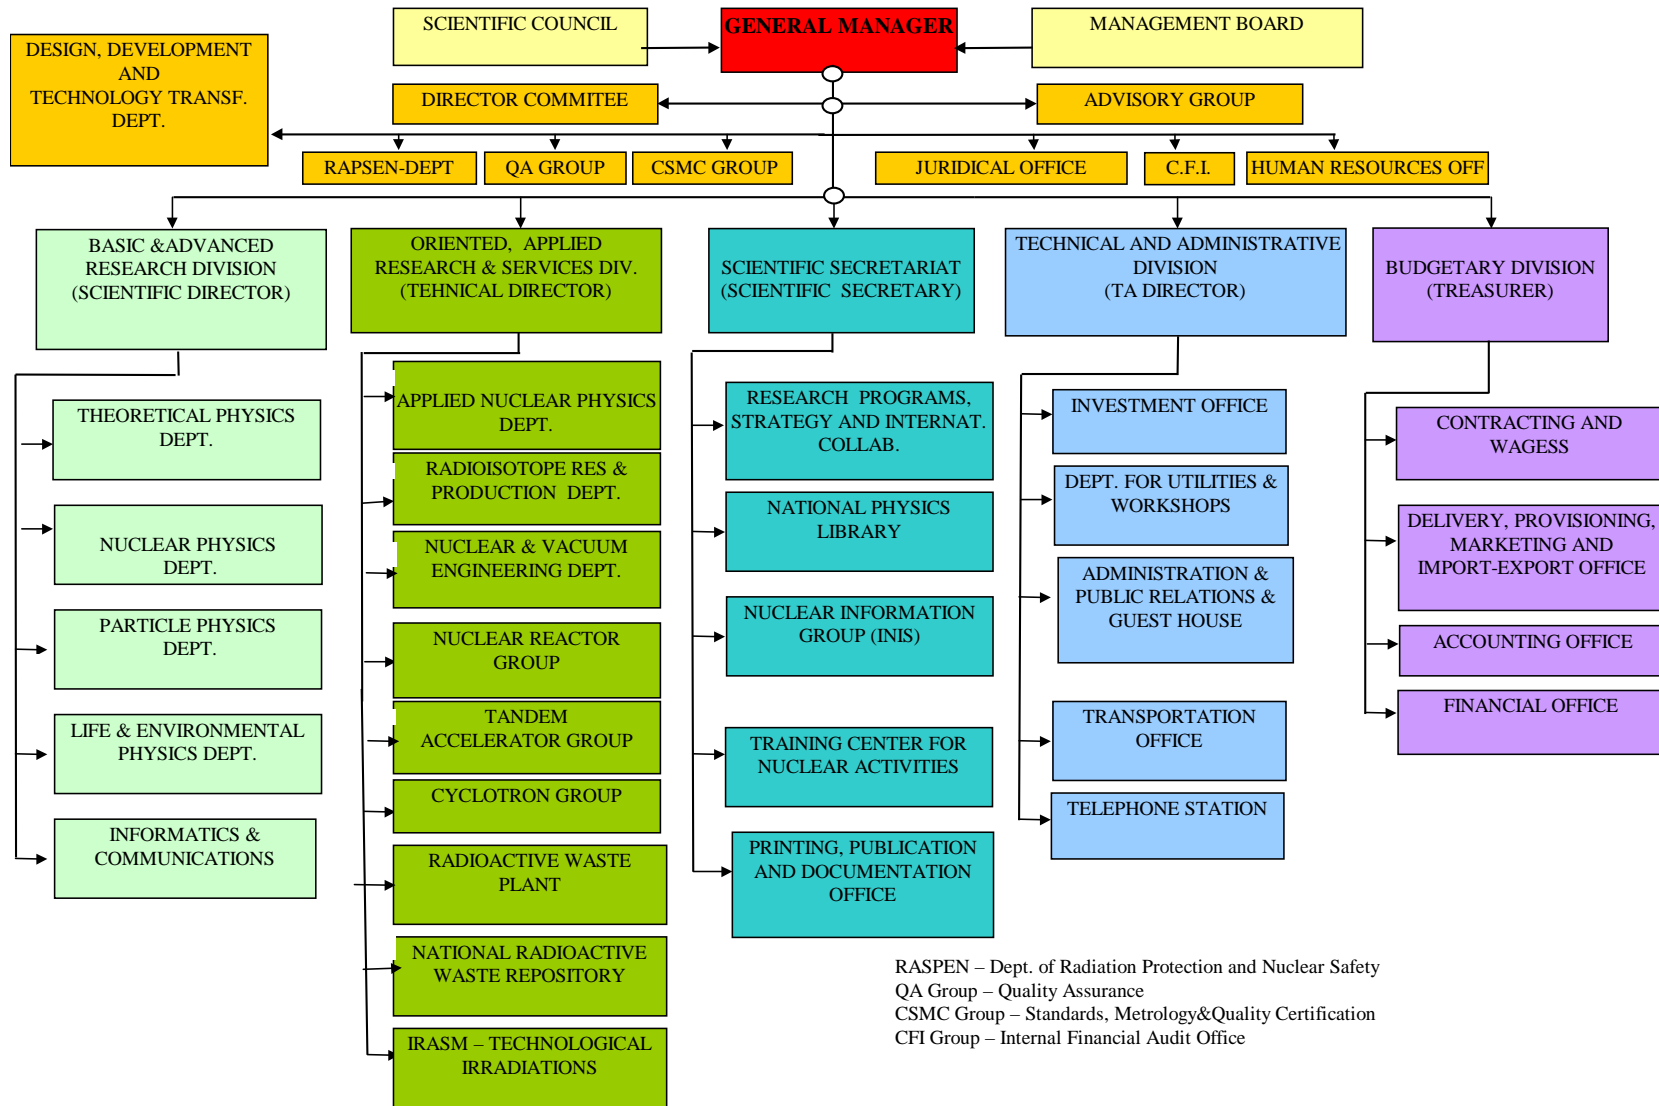 SCIENTIFIC COUNCIL
GENERAL MANAGER
MANAGEMENT BOARD
DESIGN, DEVELOPMENT
AND
TECHNOLOGY TRANSF.
DEPT.
DIRECTOR COMMITEE
ADVISORY GROUP
RAPSEN-DEPT
QA GROUP
CSMC GROUP
JURIDICAL OFFICE
C.F.I.
HUMAN RESOURCES OFF
BASIC &ADVANCED
RESEARCH DIVISION
(SCIENTIFIC DIRECTOR)
ORIENTED, APPLIED
RESEARCH & SERVICES DIV.
(TEHNICAL DIRECTOR)
SCIENTIFIC SECRETARIAT
(SCIENTIFIC SECRETARY)
TECHNICAL AND ADMINISTRATIVE
DIVISION
(TA DIRECTOR)
BUDGETARY DIVISION
(TREASURER)
THEORETICAL PHYSICS
DEPT.
NUCLEAR PHYSICS
DEPT.
PARTICLE PHYSICS
DEPT.
LIFE & ENVIRONMENTAL
PHYSICS DEPT.
INFORMATICS &
COMMUNICATIONS
APPLIED NUCLEAR PHYSICS
DEPT.
RADIOISOTOPE RES &
PRODUCTION DEPT.
NUCLEAR & VACUUM
ENGINEERING DEPT.
NUCLEAR REACTOR
GROUP
TANDEM
ACCELERATOR GROUP
CYCLOTRON GROUP
RADIOACTIVE WASTE
PLANT
NATIONAL RADIOACTIVE
WASTE REPOSITORY
IRASM – TECHNOLOGICAL
IRRADIATIONS
RESEARCH PROGRAMS,
STRATEGY AND INTERNAT.
COLLAB.
NATIONAL PHYSICS
LIBRARY
NUCLEAR INFORMATION
GROUP (INIS)
TRAINING CENTER FOR
NUCLEAR ACTIVITIES
PRINTING, PUBLICATION
AND DOCUMENTATION
OFFICE
INVESTMENT OFFICE
DEPT. FOR UTILITIES &
WORKSHOPS
ADMINISTRATION &
PUBLIC RELATIONS &
GUEST HOUSE
TRANSPORTATION
OFFICE
TELEPHONE STATION
CONTRACTING AND
WAGESS
DELIVERY, PROVISIONING,
MARKETING AND
IMPORT-EXPORT OFFICE
ACCOUNTING OFFICE
FINANCIAL OFFICE
RASPEN – Dept. of Radiation Protection and Nuclear Safety
QA Group – Quality Assurance
CSMC Group – Standards, Metrology&Quality Certification
CFI Group – Internal Financial Audit Office